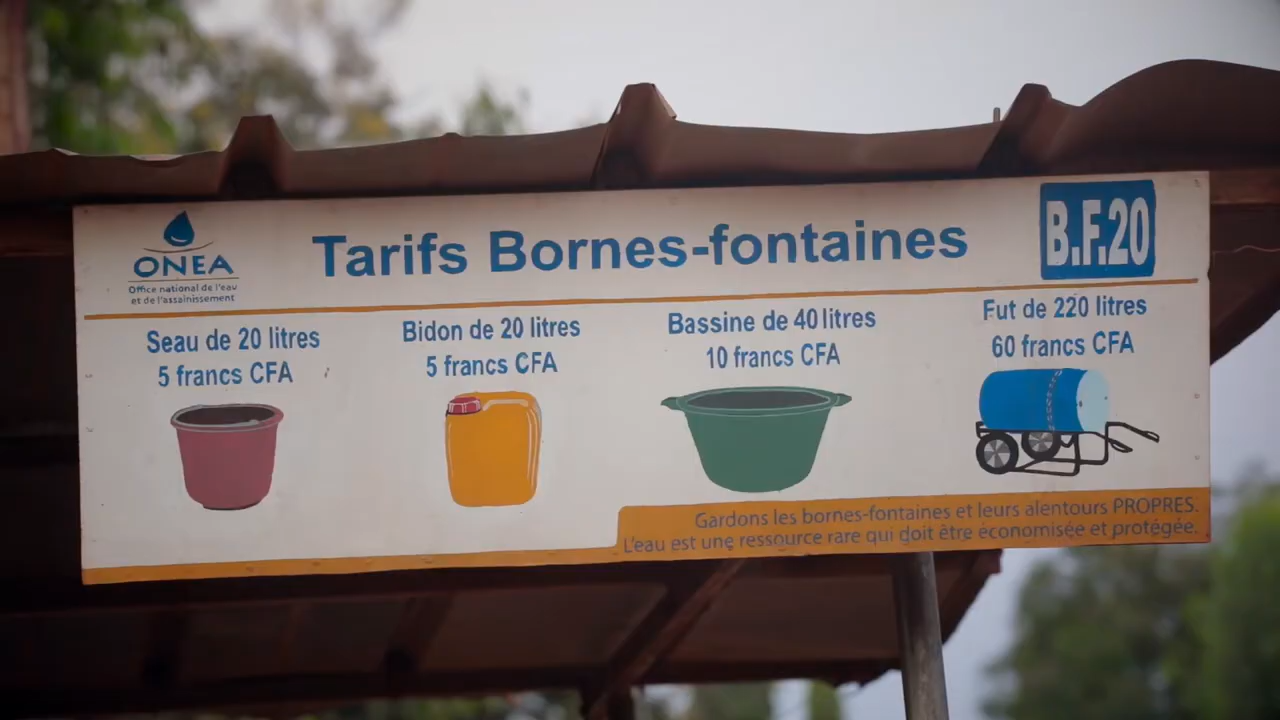 ONEA
Office national de l'eau
et de l'assainissement
Tarifs Bornes-fontaines
B.F.20
Seau de 20 litres
5 francs CFA
Bidon de 20 litres
5 francs CFA
Bassine de 40 litres
10 francs CFA
Fut de 220 litres
60 francs CFA
Gardons les bornes-fontaines et leurs alentours PROPRES.
L'eau est une ressource rare qui doit être économisée et protégée.